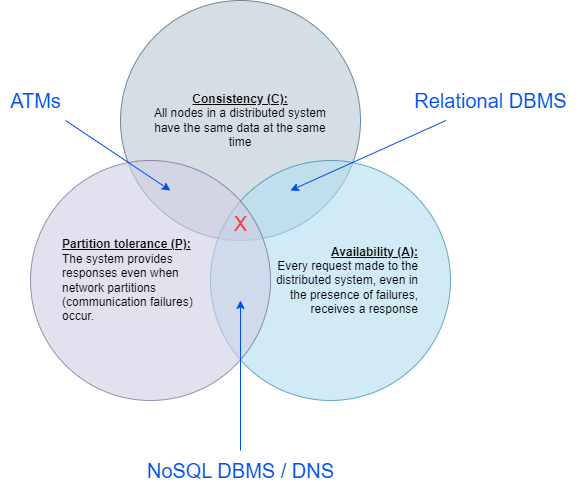 ATMs
Relational DBMS
Consistency (C):
All nodes in a distributed system
have the same data at the same
time
X
Partition tolerance (P):
The system provides
responses even when
network partitions
(communication failures)
occur.
Availability (A):
Every request made to the
distributed system, even in
the presence of failures,
receives a response
NoSQL DBMS / DNS